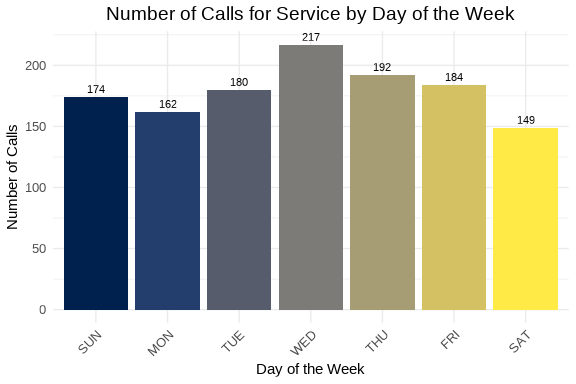 Number of Calls for Service by Day of the Week
217
192
184
180
174
162
149
200
150
100
50
0
Number of Calls
SUN
MON
TUE
WED
THU
FRI
SAT
Day of the Week